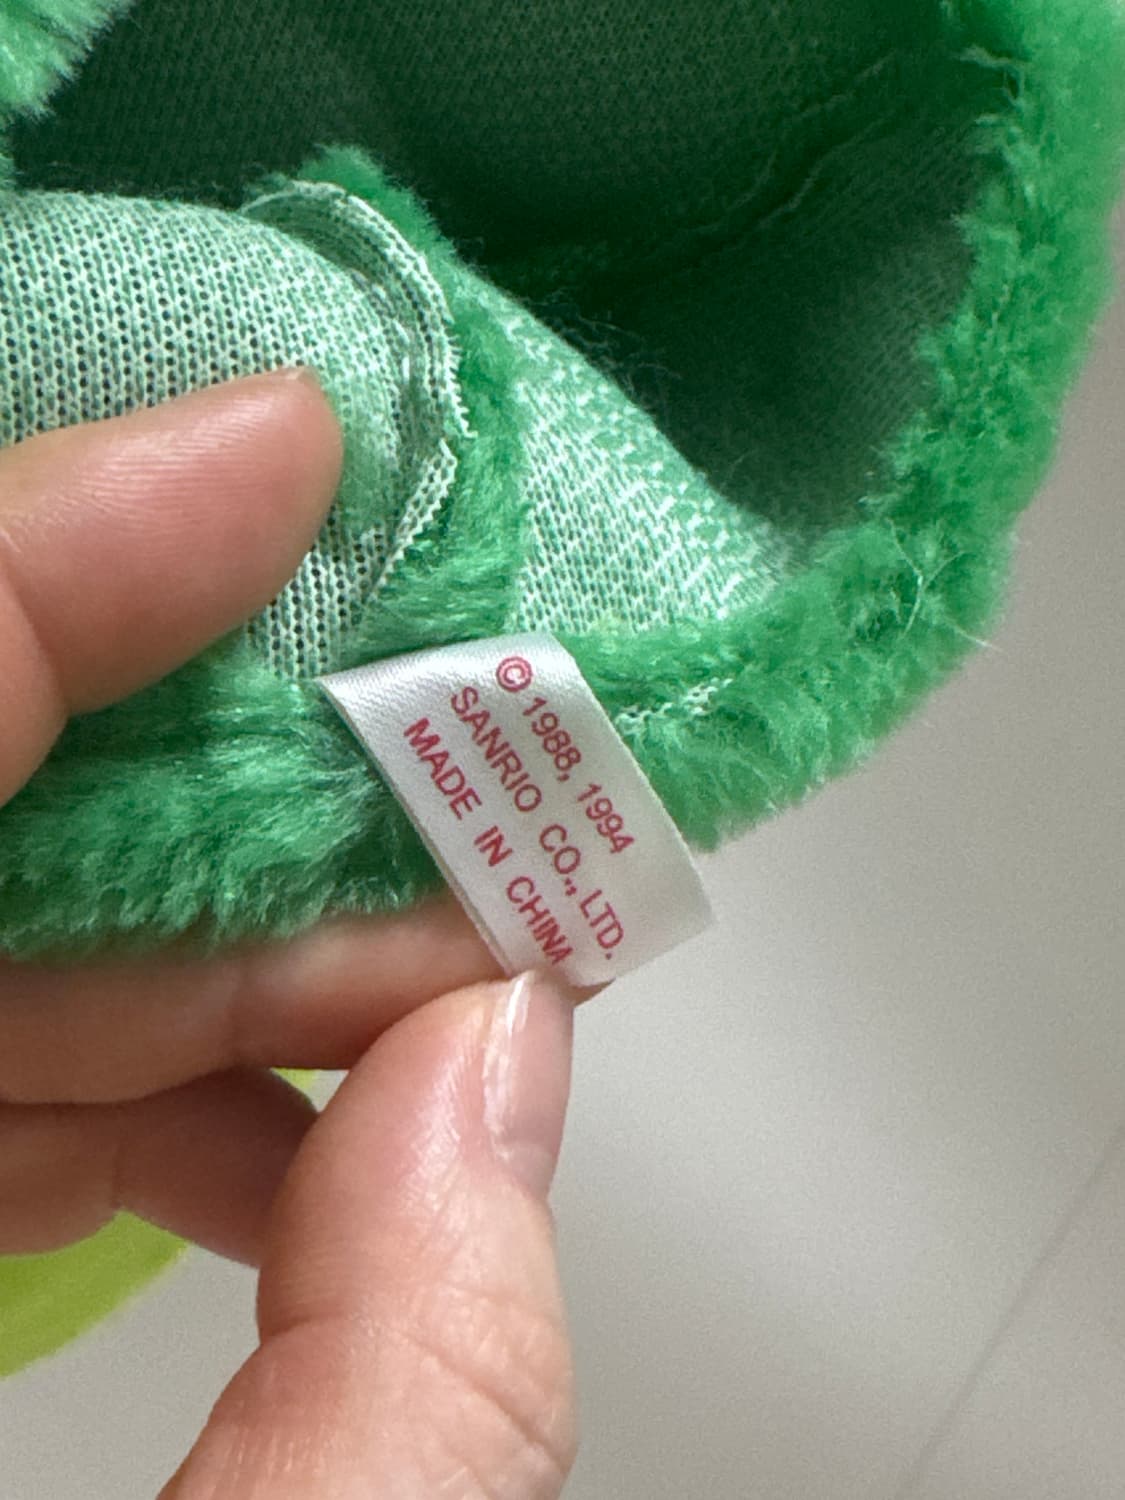 © 1988, 1994
SANRIO CO., LTD.
MADE IN CHINA